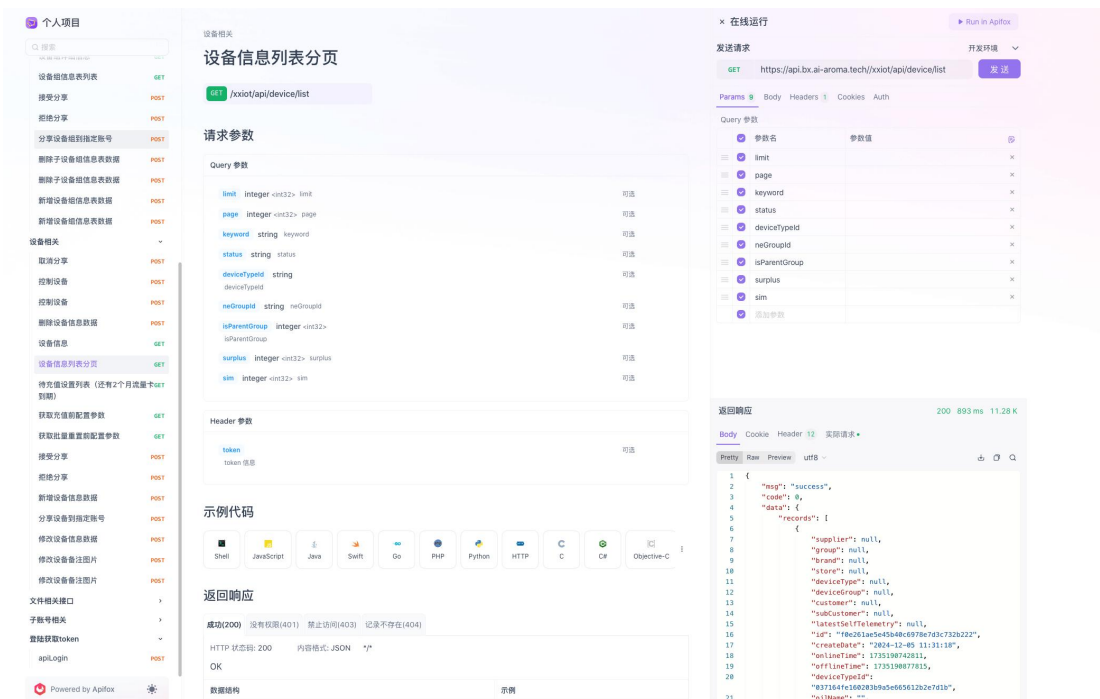 个人项目
搜索
设备组信息表列表 GET
接受分享 POST
拒绝分享 POST
分享设备组到指定账号 POST
删除子设备组信息表数据 POST
删除子设备组信息表数据 POST
新增设备组信息表数据 POST
新增设备组信息表数据 POST
设备相关
取消分享 POST
控制设备 POST
控制设备 POST
删除设备信息数据 POST
设备信息 GET
设备信息列表分页 GET
待充值设置列表（还有2个月流量卡 GET
到期）
获取充值前配置参数 GET
获取批量重置前配置参数 GET
接受分享 POST
拒绝分享 POST
新增设备信息数据 POST
分享设备到指定账号 POST
修改设备信息数据 POST
修改设备备注图片 POST
修改设备备注图片 POST
文件相关接口
子账号相关
登陆获取token
apiLogin POST
Powered by Apifox
设备相关
设备信息列表分页
GET /xxiot/api/device/list
请求参数
Query 参数
limit integer <int32> limit 可选
page integer <int32> page 可选
keyword string keyword 可选
status string status 可选
deviceTypeId string 可选
deviceTypeId
neGroupId string neGroupId 可选
isParentGroup integer <int32> 可选
isParentGroup
surplus integer <int32> surplus 可选
sim integer <int32> sim 可选
Header 参数
token 可选
token 信息
示例代码
Shell JavaScript Java Swift Go PHP Python HTTP C C# Objective-C
返回响应
成功(200) 没有权限(401) 禁止访问(403) 记录不存在(404)
HTTP 状态码: 200 内容格式: JSON */*
OK
数据结构 示例
× 在线运行 Run in Apifox
发送请求 开发环境
GET https://api.bx.ai-aroma.tech//xxiot/api/device/list 发送
Params 9 Body Headers 1 Cookies Auth
Query 参数
参数名 参数值
limit
page
keyword
status
deviceTypeId
neGroupId
isParentGroup
surplus
sim
添加参数
返回响应 200 893 ms 11.28 K
Body Cookie Header 12 实际请求
Pretty Raw Preview utf8
1 {
2 "msg": "success",
3 "code": 0,
4 "data": {
5 "records": [
6 {
7 "supplier": null,
8 "group": null,
9 "brand": null,
10 "store": null,
11 "deviceType": null,
12 "deviceGroup": null,
13 "customer": null,
14 "subCustomer": null,
15 "latestSelfTelemetry": null,
16 "id": "f0e261ae5e45b40c6978e7d3c732b222",
17 "createDate": "2024-12-05 11:31:18",
18 "onlineTime": 1735190742811,
19 "offlineTime": 1735190877815,
20 "deviceTypeId":
"037164fe160203b9a5e665612b2e7d1b",
21 "oilName": ""